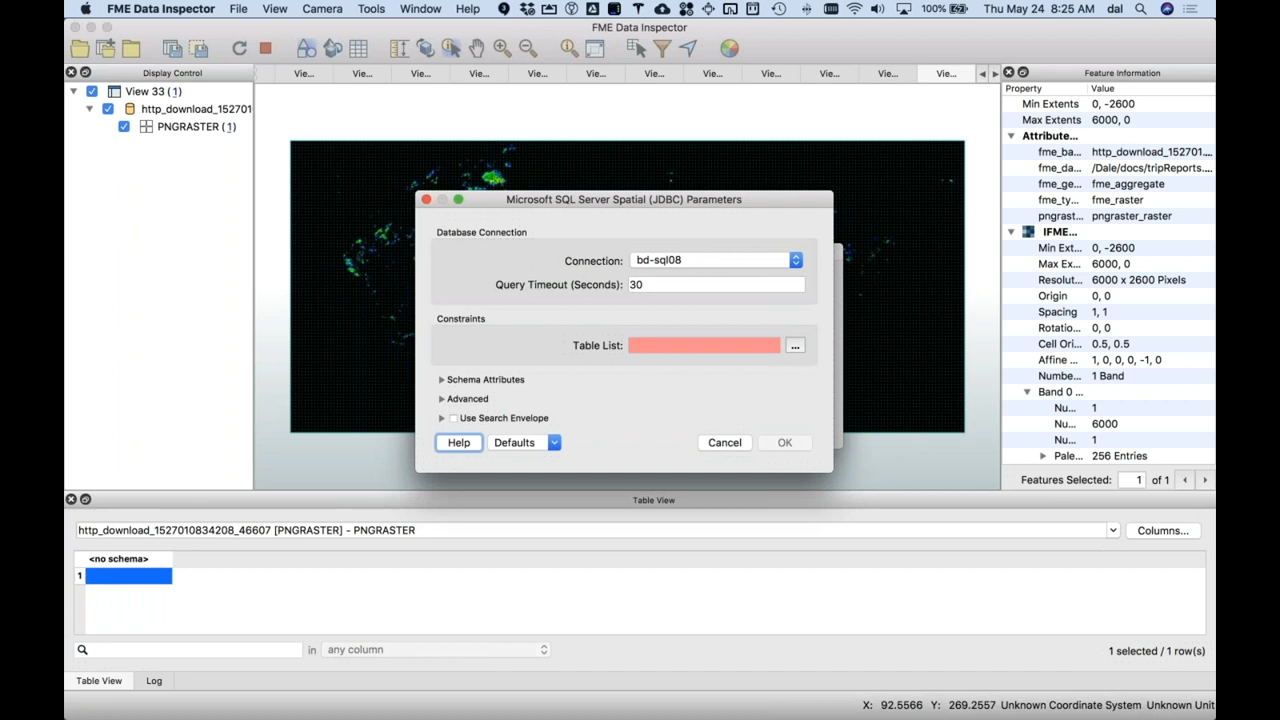 FME Data Inspector File View Camera Tools Window Help 100% Thu May 24 8:25 AM dal
FME Data Inspector
Display Control
View 33 (1)
http_download_15270
PNGRASTER (1)
Vie... Vie... Vie... Vie... Vie... Vie... Vie... Vie... Vie... Vie... Vie... Vie...
Microsoft SQL Server Spatial (JDBC) Parameters
Database Connection
Connection: bd-sql08
Query Timeout (Seconds): 30
Constraints
Table List: ...
Schema Attributes
Advanced
Use Search Envelope
Help Defaults Cancel OK
Feature Information
Property Value
Min Extents 0, -2600
Max Extents 6000, 0
Attribute...
fme_ba... http_download_152701....
fme_da... /Dale/docs/tripReports....
fme_ge... fme_aggregate
fme_ty... fme_raster
pngrast... pngraster_raster
IFME...
Min Ext... 0, -2600
Max Ex... 6000, 0
Resolut... 6000 x 2600 Pixels
Origin 0, 0
Spacing 1, 1
Rotatio... 0, 0
Cell Ori... 0.5, 0.5
Affine ... 1, 0, 0, 0, -1, 0
Numbe... 1 Band
Band 0 ...
Nu... 1
Nu... 6000
Nu... 1
Pale... 256 Entries
Features Selected: 1 of 1
Table View
http_download_1527010834208_46607 [PNGRASTER] - PNGRASTER
Columns...
<no schema>
1
in any column
1 selected / 1 row(s)
Table View Log
X: 92.5566 Y: 269.2557 Unknown Coordinate System Unknown Unit